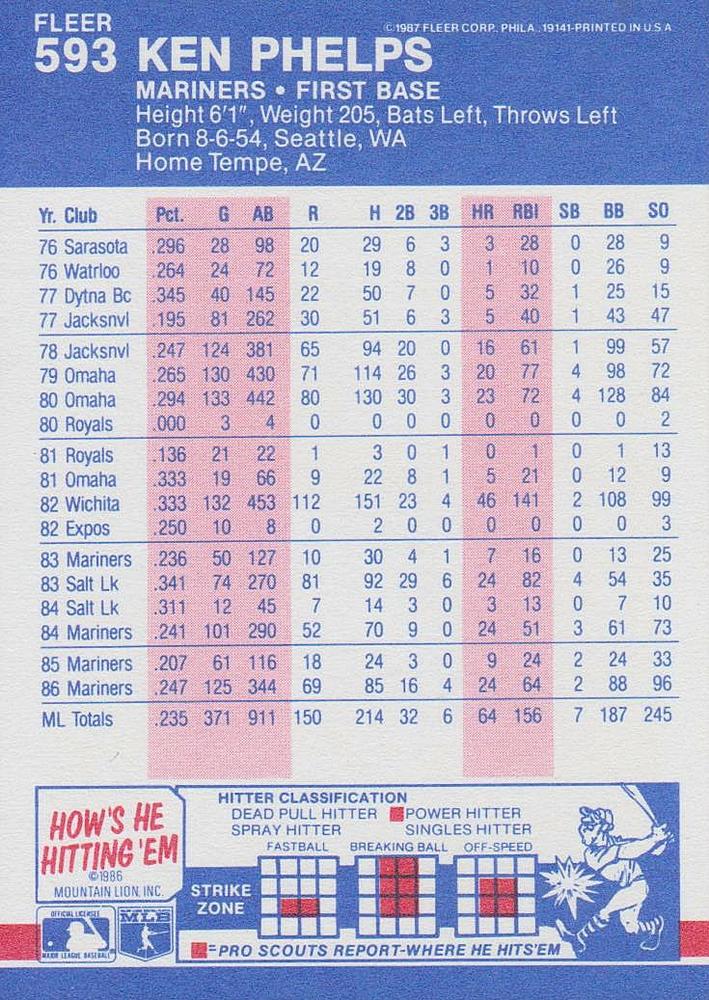 FLEER
©1987 FLEER CORP. PHILA., 19141-PRINTED IN U.S.A.
593 KEN PHELPS
MARINERS • FIRST BASE
Height 6'1", Weight 205, Bats Left, Throws Left
Born 8-6-54, Seattle, WA
Home Tempe, AZ
Yr. Club Pct. G AB R H 2B 3B HR RBI SB BB SO
76 Sarasota .296 28 98 20 29 6 3 3 28 0 28 9
76 Watrloo .264 24 72 12 19 8 0 1 10 0 26 9
77 Dytna Bc .345 40 145 22 50 7 0 5 32 1 25 15
77 Jacksnvl .195 81 262 30 51 6 3 5 40 1 43 47
78 Jacksnvl .247 124 381 65 94 20 0 16 61 1 99 57
79 Omaha .265 130 430 71 114 26 3 20 77 4 98 72
80 Omaha .294 133 442 80 130 30 3 23 72 4 128 84
80 Royals .000 3 4 0 0 0 0 0 0 0 0 2
81 Royals .136 21 22 1 3 0 1 0 1 0 1 13
81 Omaha .333 19 66 9 22 8 1 5 21 0 12 9
82 Wichita .333 132 453 112 151 23 4 46 141 2 108 99
82 Expos .250 10 8 0 2 0 0 0 0 0 0 3
83 Mariners .236 50 127 10 30 4 1 7 16 0 13 25
83 Salt Lk .341 74 270 81 92 29 6 24 82 4 54 35
84 Salt Lk .311 12 45 7 14 3 0 3 13 0 7 10
84 Mariners .241 101 290 52 70 9 0 24 51 3 61 73
85 Mariners .207 61 116 18 24 3 0 9 24 2 24 33
86 Mariners .247 125 344 69 85 16 4 24 64 2 88 96
ML Totals .235 371 911 150 214 32 6 64 156 7 187 245
HOW'S HE
HITTING 'EM
©1986
MOUNTAIN LION, INC.
HITTER CLASSIFICATION
DEAD PULL HITTER POWER HITTER
SPRAY HITTER SINGLES HITTER
FASTBALL BREAKING BALL OFF-SPEED
STRIKE
ZONE
=PRO SCOUTS REPORT-WHERE HE HITS 'EM
OFFICIAL LICENSEE
MAJOR LEAGUE BASEBALL
MLB